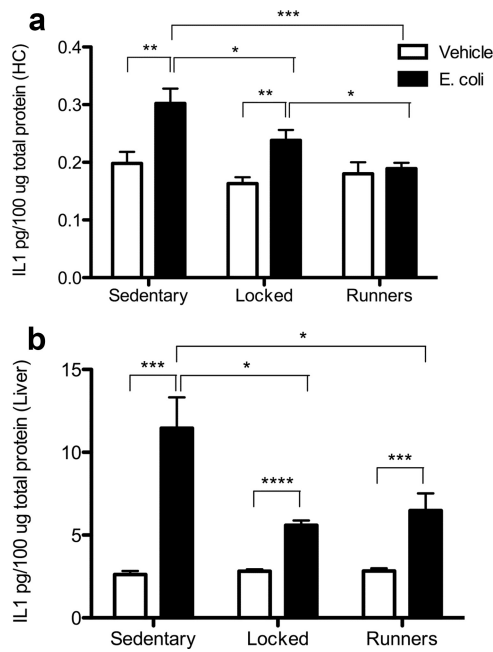 a
***
Vehicle
E. coli
** *
** *
IL1 pg/100 ug total protein (HC)
0.4
0.3
0.2
0.1
0.0
Sedentary Locked Runners
b
*
*** *
**** ***
IL1 pg/100 ug total protein (Liver)
15
10
5
0
Sedentary Locked Runners